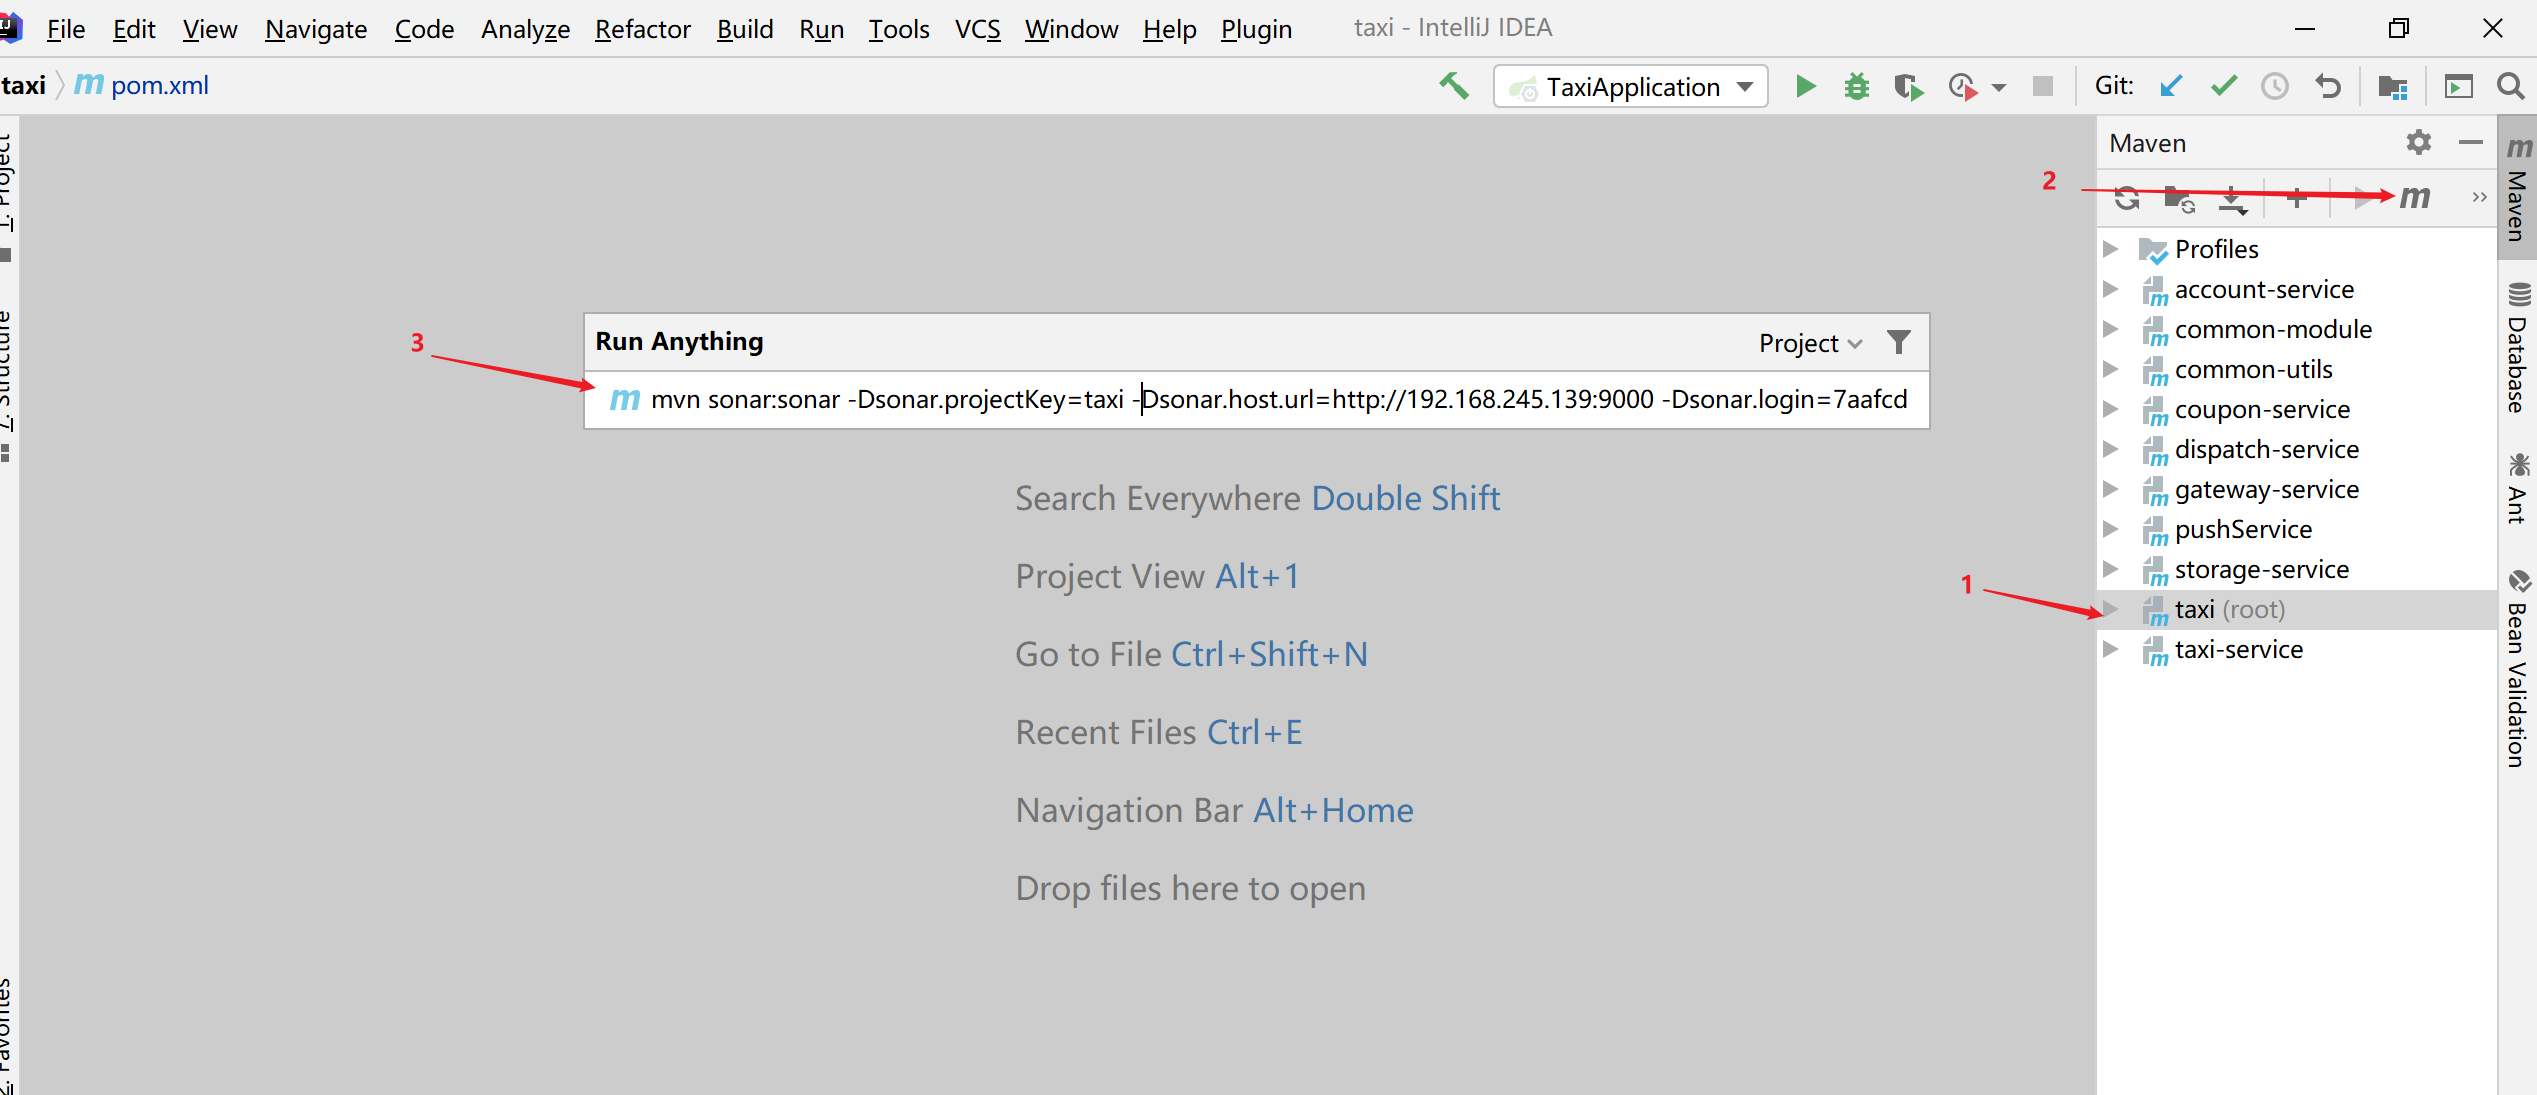 File Edit View Navigate Code Analyze Refactor Build Run Tools VCS Window Help Plugin taxi - IntelliJ IDEA
taxi pom.xml TaxiApplication Git:
1: Project
Maven
2
Profiles
account-service
common-module
common-utils
coupon-service
dispatch-service
gateway-service
pushService
storage-service
1
taxi (root)
taxi-service
3
Run Anything Project
mvn sonar:sonar -Dsonar.projectKey=taxi -Dsonar.host.url=http://192.168.245.139:9000 -Dsonar.login=7aafcd
Search Everywhere Double Shift
Project View Alt+1
Go to File Ctrl+Shift+N
Recent Files Ctrl+E
Navigation Bar Alt+Home
Drop files here to open
7: Structure
2: Favorites
Maven
Database
Ant
Bean Validation